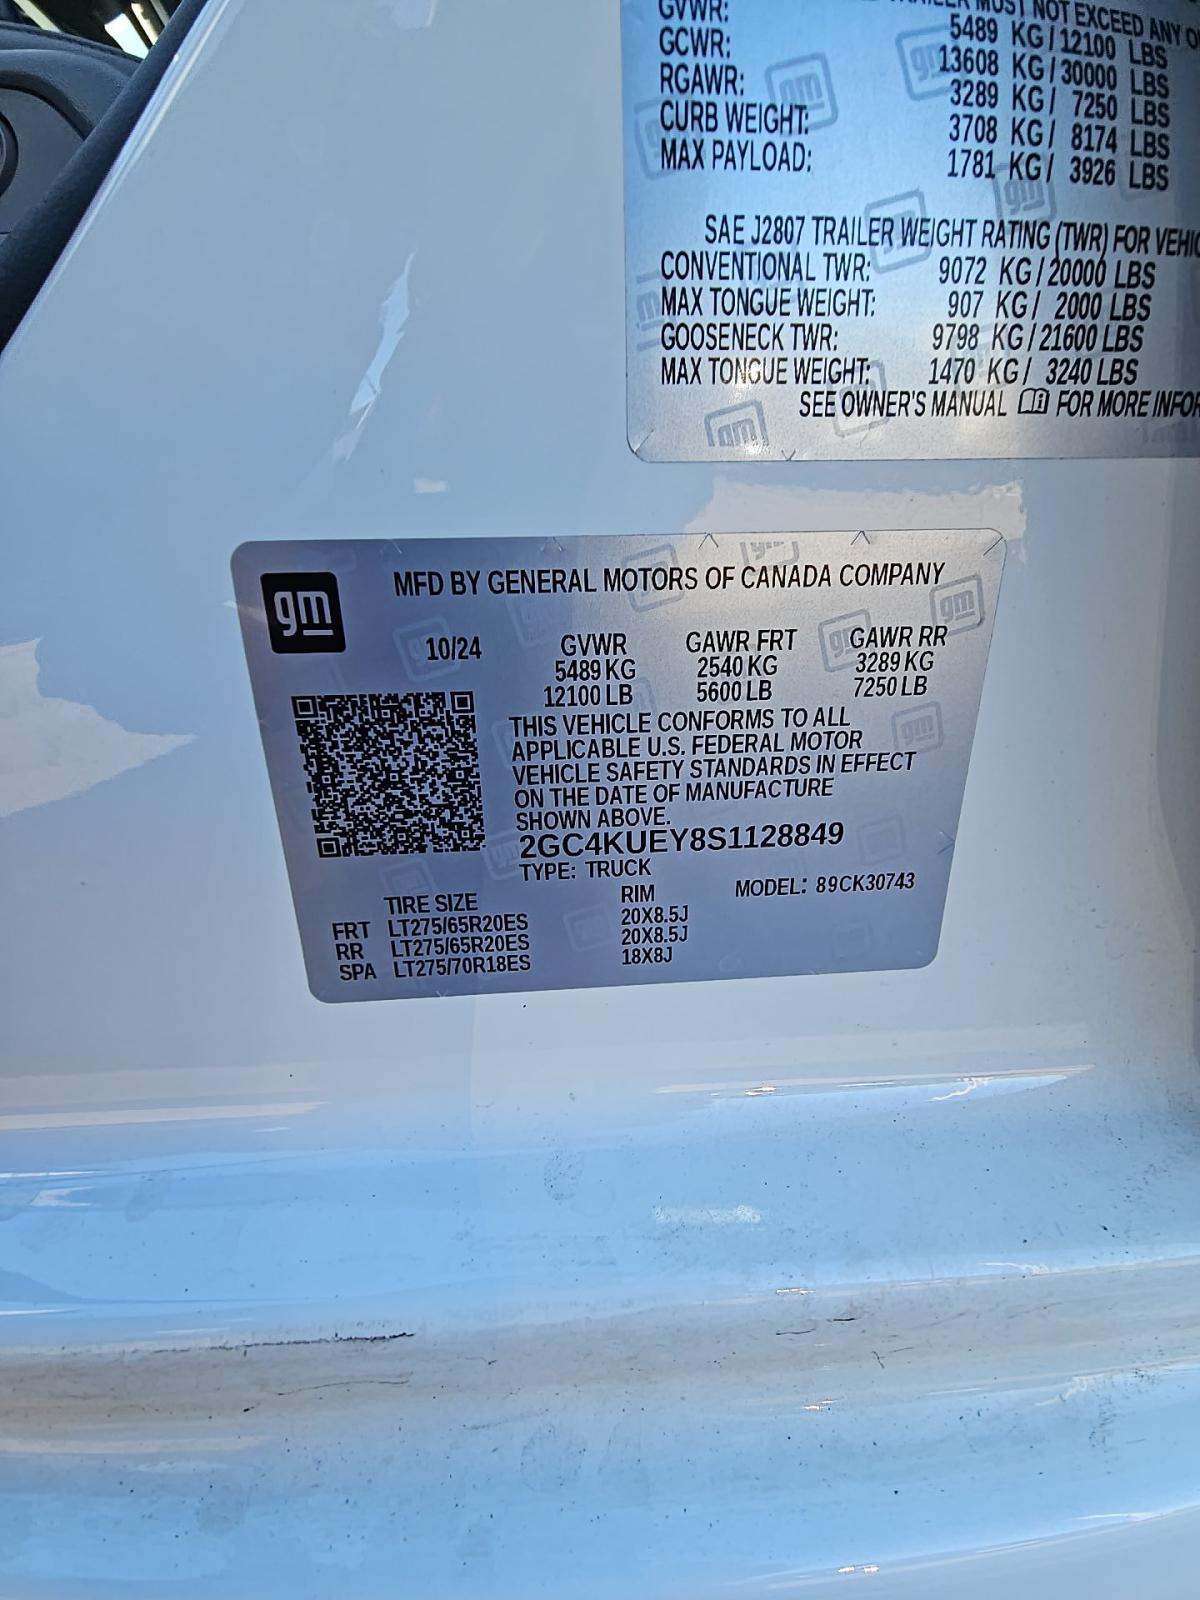 TRAILER MUST NOT EXCEED ANY
GVWR: 5489 KG/12100 LBS
GCWR: 13608 KG/30000 LBS
RGAWR: 3289 KG/ 7250 LBS
CURB WEIGHT: 3708 KG/ 8174 LBS
MAX PAYLOAD: 1781 KG/ 3926 LBS
SAE J2807 TRAILER WEIGHT RATING (TWR) FOR
CONVENTIONAL TWR: 9072 KG/20000 LBS
MAX TONGUE WEIGHT: 907 KG/ 2000 LBS
GOOSENECK TWR: 9798 KG/21600 LBS
MAX TONGUE WEIGHT: 1470 KG/ 3240 LBS
SEE OWNER'S MANUAL FOR MORE
gm
MFD BY GENERAL MOTORS OF CANADA COMPANY
10/24 GVWR GAWR FRT GAWR RR
5489 KG 2540 KG 3289 KG
12100 LB 5600 LB 7250 LB
THIS VEHICLE CONFORMS TO ALL
APPLICABLE U.S. FEDERAL MOTOR
VEHICLE SAFETY STANDARDS IN EFFECT
ON THE DATE OF MANUFACTURE
SHOWN ABOVE.
2GC4KUEY8S1128849
TYPE: TRUCK
MODEL: 89CK30743
TIRE SIZE RIM
FRT LT275/65R20ES 20X8.5J
RR LT275/65R20ES 20X8.5J
SPA LT275/70R18ES 18X8J